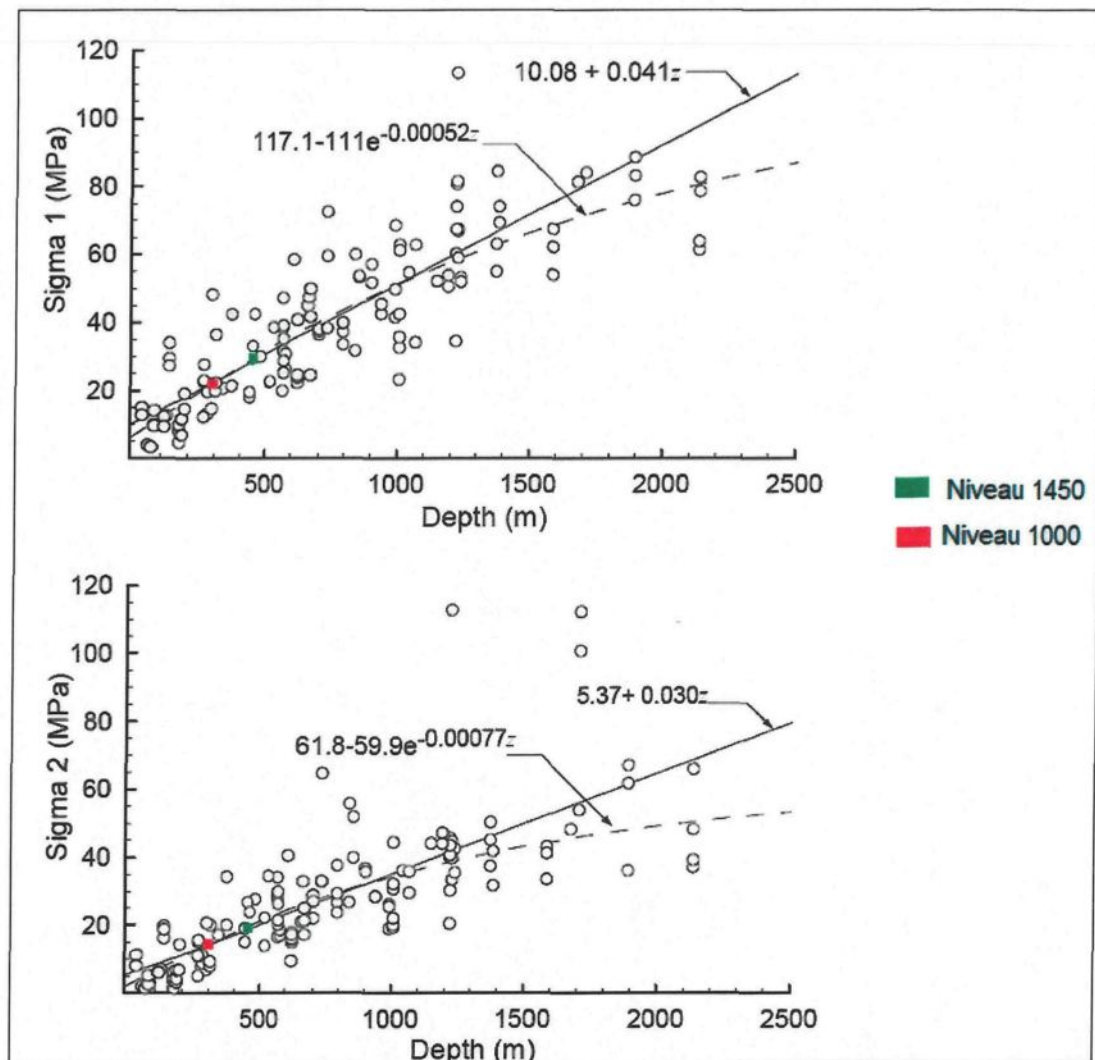 120
10.08 + 0.041z
100
117.1-111e-0.00052z
80
60
40
20
Sigma 1 (MPa)
500 1000 1500 2000 2500
Depth (m)
Niveau 1450
Niveau 1000
120
100
5.37+ 0.030z
80
61.8-59.9e-0.00077z
60
40
20
Sigma 2 (MPa)
500 1000 1500 2000 2500
Depth (m)